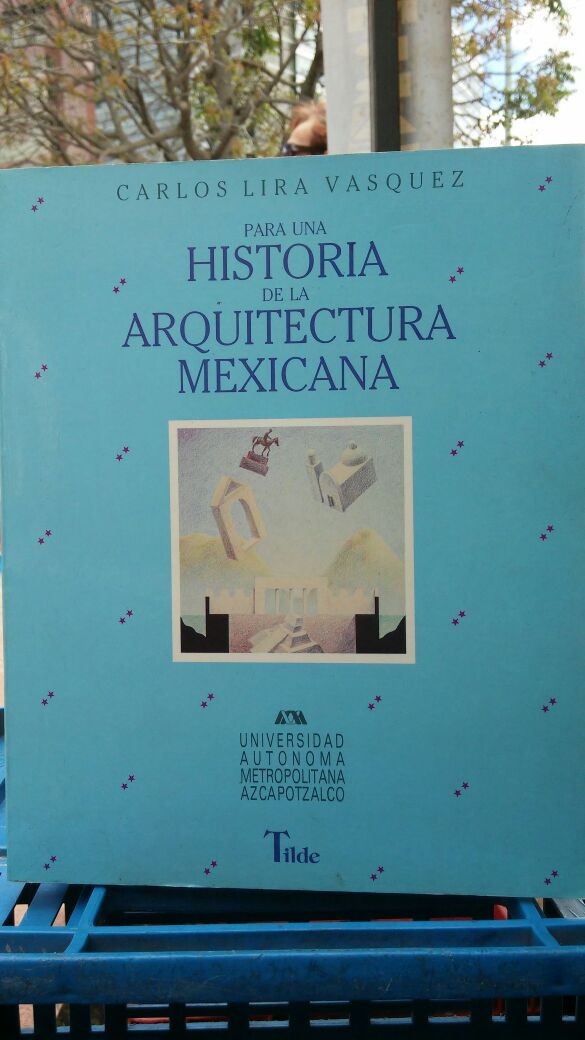 CARLOS LIRA VASQUEZ
PARA UNA
HISTORIA
DE LA
ARQUITECTURA
MEXICANA
UNIVERSIDAD
AUTONOMA
METROPOLITANA
AZCAPOTZALCO
Tilde